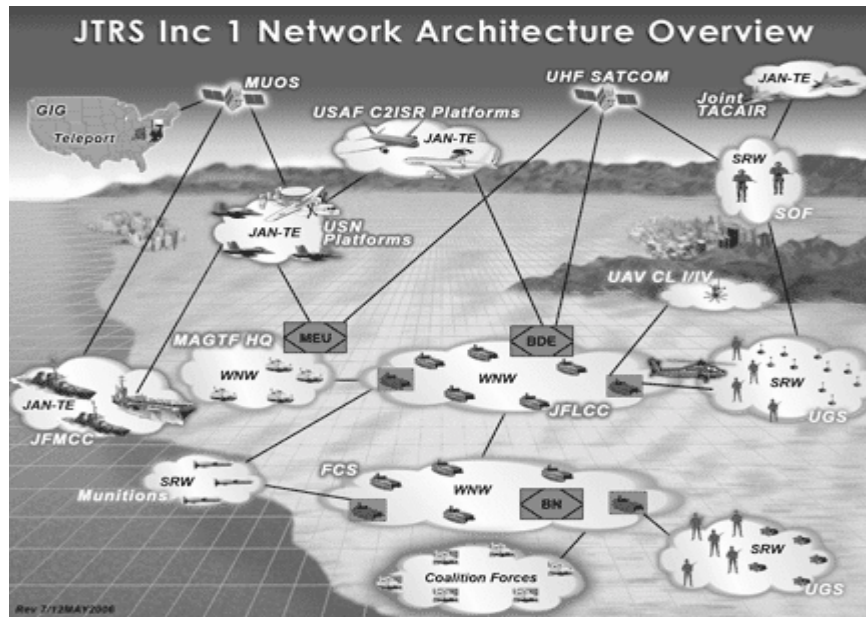 JTRS Inc 1 Network Architecture Overview
MUOS
UHF SATCOM
JAN-TE
GIG
Teleport
USAF C2ISR Platforms
JAN-TE
Joint
TACAIR
SRW
SOF
JAN-TE
USN
Platforms
UAV CL I/IV
MAGTF HQ
MEU
BDE
WNW
WNW
SRW
JAN-TE
JFLCC
UGS
JFMCC
FCS
SRW
WNW
Munitions
BN
SRW
Coalition Forces
UGS
Rev 7/12MAY2006